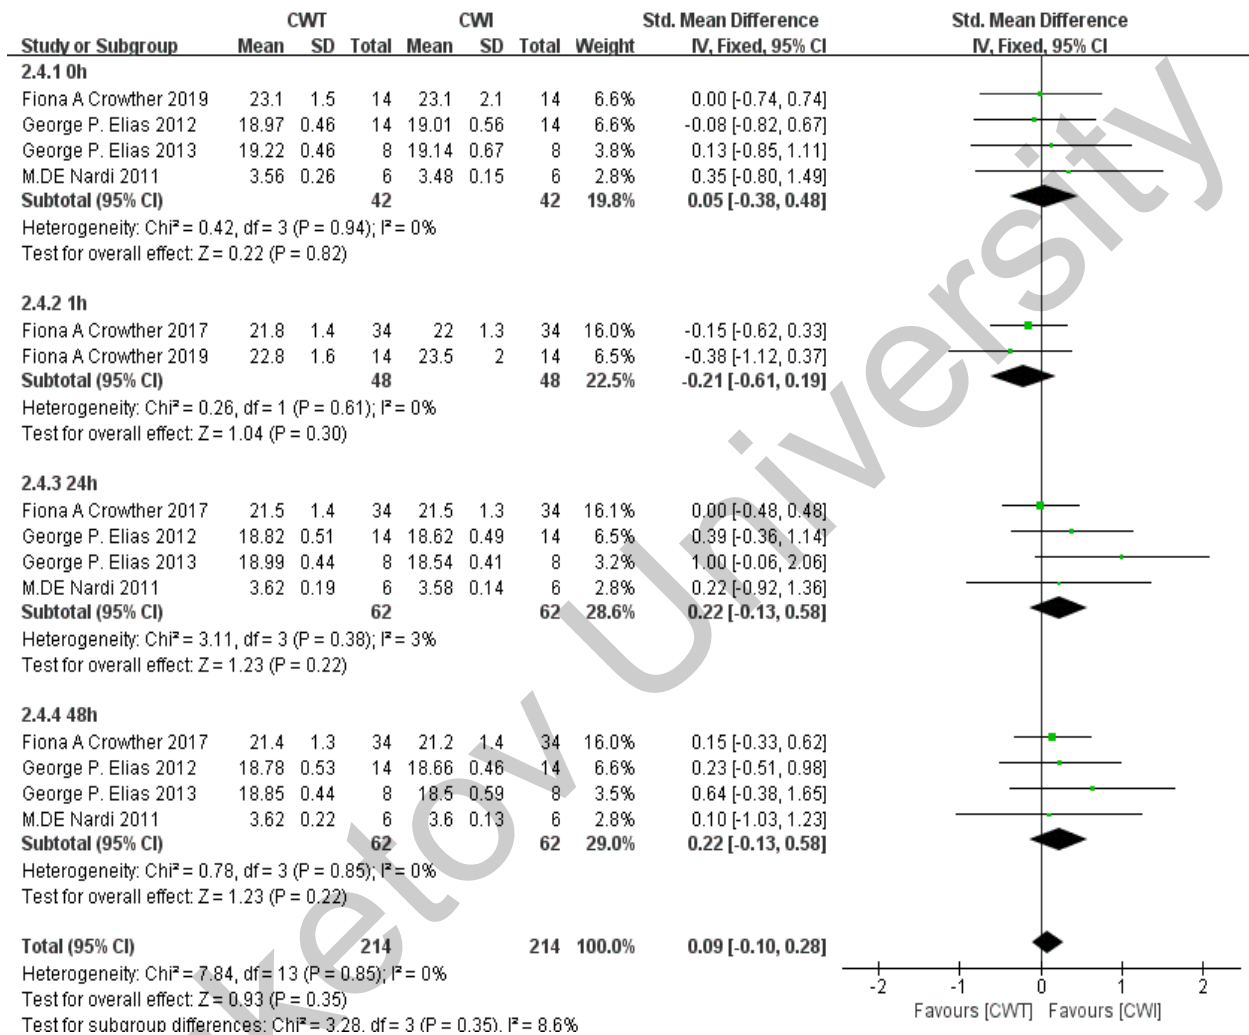 CWT CWI Std. Mean Difference Std. Mean Difference
Study or Subgroup Mean SD Total Mean SD Total Weight IV, Fixed, 95% CI IV, Fixed, 95% CI
2.4.1 0h
Fiona A Crowther 2019 23.1 1.5 14 23.1 2.1 14 6.6% 0.00 [-0.74, 0.74]
George P. Elias 2012 18.97 0.46 14 19.01 0.56 14 6.6% -0.08 [-0.82, 0.67]
George P. Elias 2013 19.22 0.46 8 19.14 0.67 8 3.8% 0.13 [-0.85, 1.11]
M.DE Nardi 2011 3.56 0.26 6 3.48 0.15 6 2.8% 0.35 [-0.80, 1.49]
Subtotal (95% CI) 42 42 19.8% 0.05 [-0.38, 0.48]
Heterogeneity: Chi² = 0.42, df = 3 (P = 0.94); I² = 0%
Test for overall effect: Z = 0.22 (P = 0.82)
2.4.2 1h
Fiona A Crowther 2017 21.8 1.4 34 22 1.3 34 16.0% -0.15 [-0.62, 0.33]
Fiona A Crowther 2019 22.8 1.6 14 23.5 2 14 6.5% -0.38 [-1.12, 0.37]
Subtotal (95% CI) 48 48 22.5% -0.21 [-0.61, 0.19]
Heterogeneity: Chi² = 0.26, df = 1 (P = 0.61); I² = 0%
Test for overall effect: Z = 1.04 (P = 0.30)
2.4.3 24h
Fiona A Crowther 2017 21.5 1.4 34 21.5 1.3 34 16.1% 0.00 [-0.48, 0.48]
George P. Elias 2012 18.82 0.51 14 18.62 0.49 14 6.5% 0.39 [-0.36, 1.14]
George P. Elias 2013 18.99 0.44 8 18.54 0.41 8 3.2% 1.00 [-0.06, 2.06]
M.DE Nardi 2011 3.62 0.19 6 3.58 0.14 6 2.8% 0.22 [-0.92, 1.36]
Subtotal (95% CI) 62 62 28.6% 0.22 [-0.13, 0.58]
Heterogeneity: Chi² = 3.11, df = 3 (P = 0.38); I² = 3%
Test for overall effect: Z = 1.23 (P = 0.22)
2.4.4 48h
Fiona A Crowther 2017 21.4 1.3 34 21.2 1.4 34 16.0% 0.15 [-0.33, 0.62]
George P. Elias 2012 18.78 0.53 14 18.66 0.46 14 6.6% 0.23 [-0.51, 0.98]
George P. Elias 2013 18.85 0.44 8 18.5 0.59 8 3.5% 0.64 [-0.38, 1.65]
M.DE Nardi 2011 3.62 0.22 6 3.6 0.13 6 2.8% 0.10 [-1.03, 1.23]
Subtotal (95% CI) 62 62 29.0% 0.22 [-0.13, 0.58]
Heterogeneity: Chi² = 0.78, df = 3 (P = 0.85); I² = 0%
Test for overall effect: Z = 1.23 (P = 0.22)
Total (95% CI) 214 214 100.0% 0.09 [-0.10, 0.28]
Heterogeneity: Chi² = 7.84, df = 13 (P = 0.85); I² = 0%
Test for overall effect: Z = 0.93 (P = 0.35)
Test for subgroup differences: Chi² = 3.28, df = 3 (P = 0.35), I² = 8.6%
-2 -1 0 1 2
Favours [CWT] Favours [CWI]
ketov University